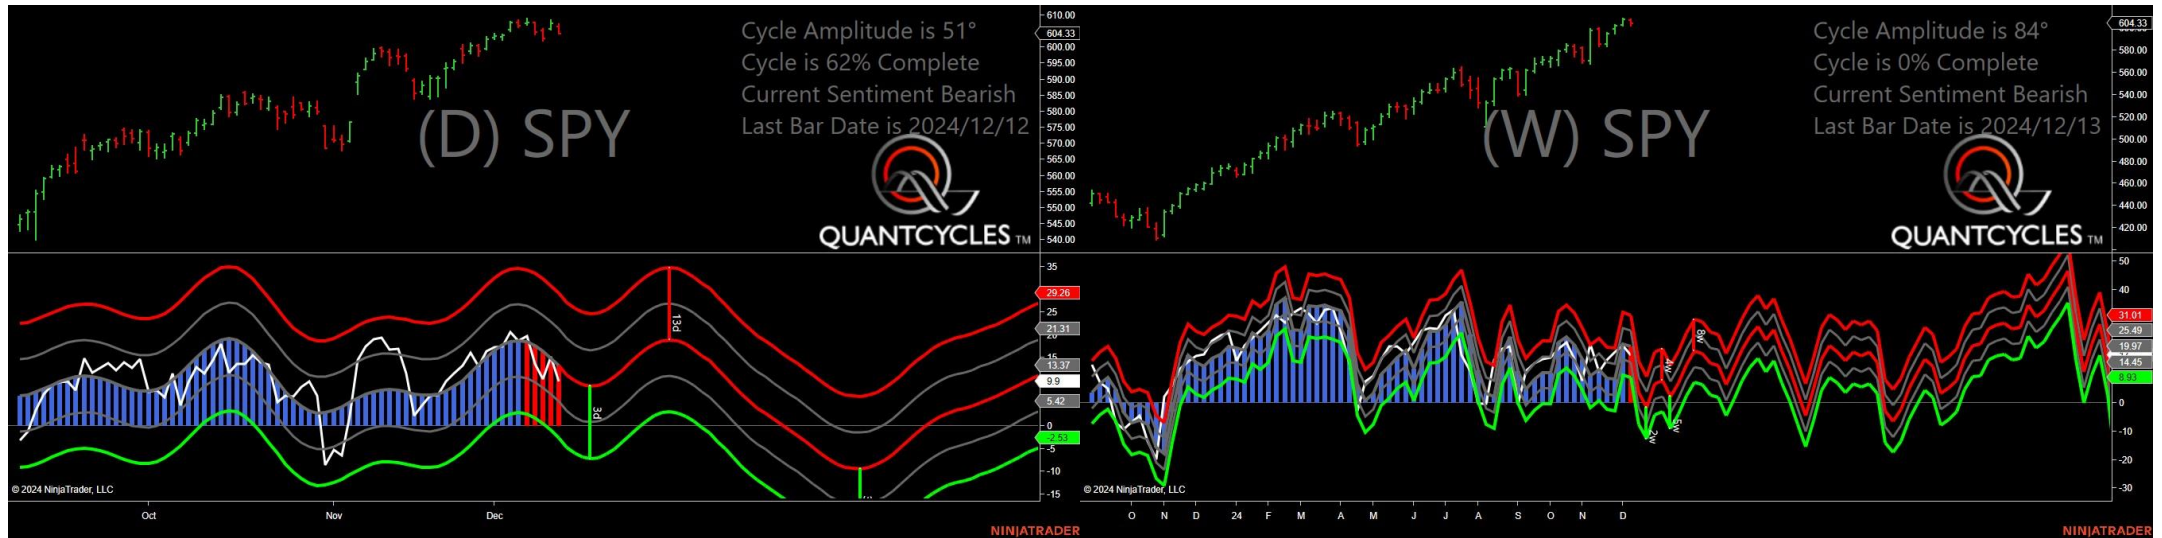 Cycle Amplitude is 51°
Cycle is 62% Complete
Current Sentiment Bearish
Last Bar Date is 2024/12/12
(D) SPY
QUANTCYCLES TM
610.00
604.33
600.00
595.00
590.00
585.00
580.00
575.00
570.00
565.00
560.00
555.00
550.00
545.00
540.00
35
29.26
25
21.31
15
13.37
9.9
5.42
0
-2.53
-5
-10
-15
13d
3d
© 2024 NinjaTrader, LLC
Oct
Nov
Dec
NINJATRADER
Cycle Amplitude is 84°
Cycle is 0% Complete
Current Sentiment Bearish
Last Bar Date is 2024/12/13
(W) SPY
QUANTCYCLES TM
604.33
580.00
560.00
540.00
520.00
500.00
480.00
460.00
440.00
420.00
50
40
31.01
25.49
19.97
14.45
8.93
0
-10
-20
-30
8w
4w
2w
5w
© 2024 NinjaTrader, LLC
O
N
D
24
F
M
A
M
J
J
A
S
O
N
D
NINJATRADER